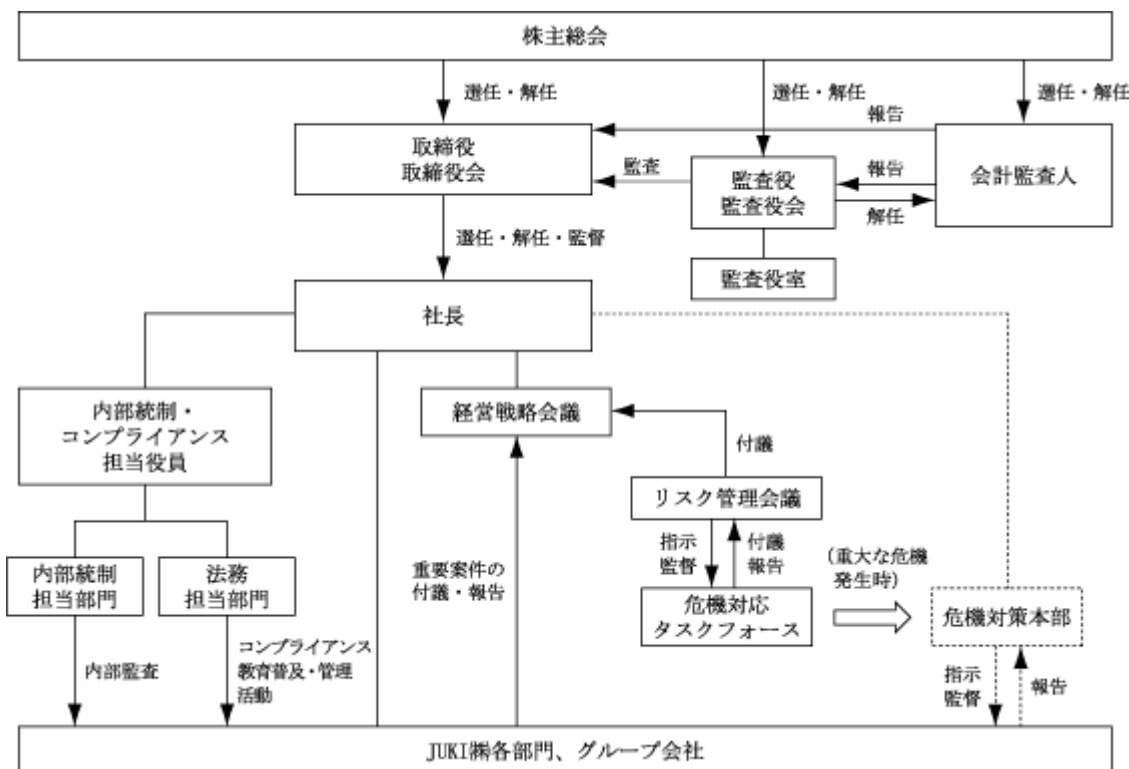 株主総会
選任・解任
選任・解任
選任・解任
報告
取締役
取締役会
監査
監査役
監査役会
報告
解任
会計監査人
選任・解任・監督
監査役室
社長
内部統制・
コンプライアンス
担当役員
経営戦略会議
付議
リスク管理会議
指示
監督
付議
報告
(重大な危機
発生時)
内部統制
担当部門
法務
担当部門
重要案件の
付議・報告
危機対応
タスクフォース
危機対策本部
内部監査
コンプライアンス
教育普及・管理
活動
指示
監督
報告
JUKI㈱各部門、グループ会社